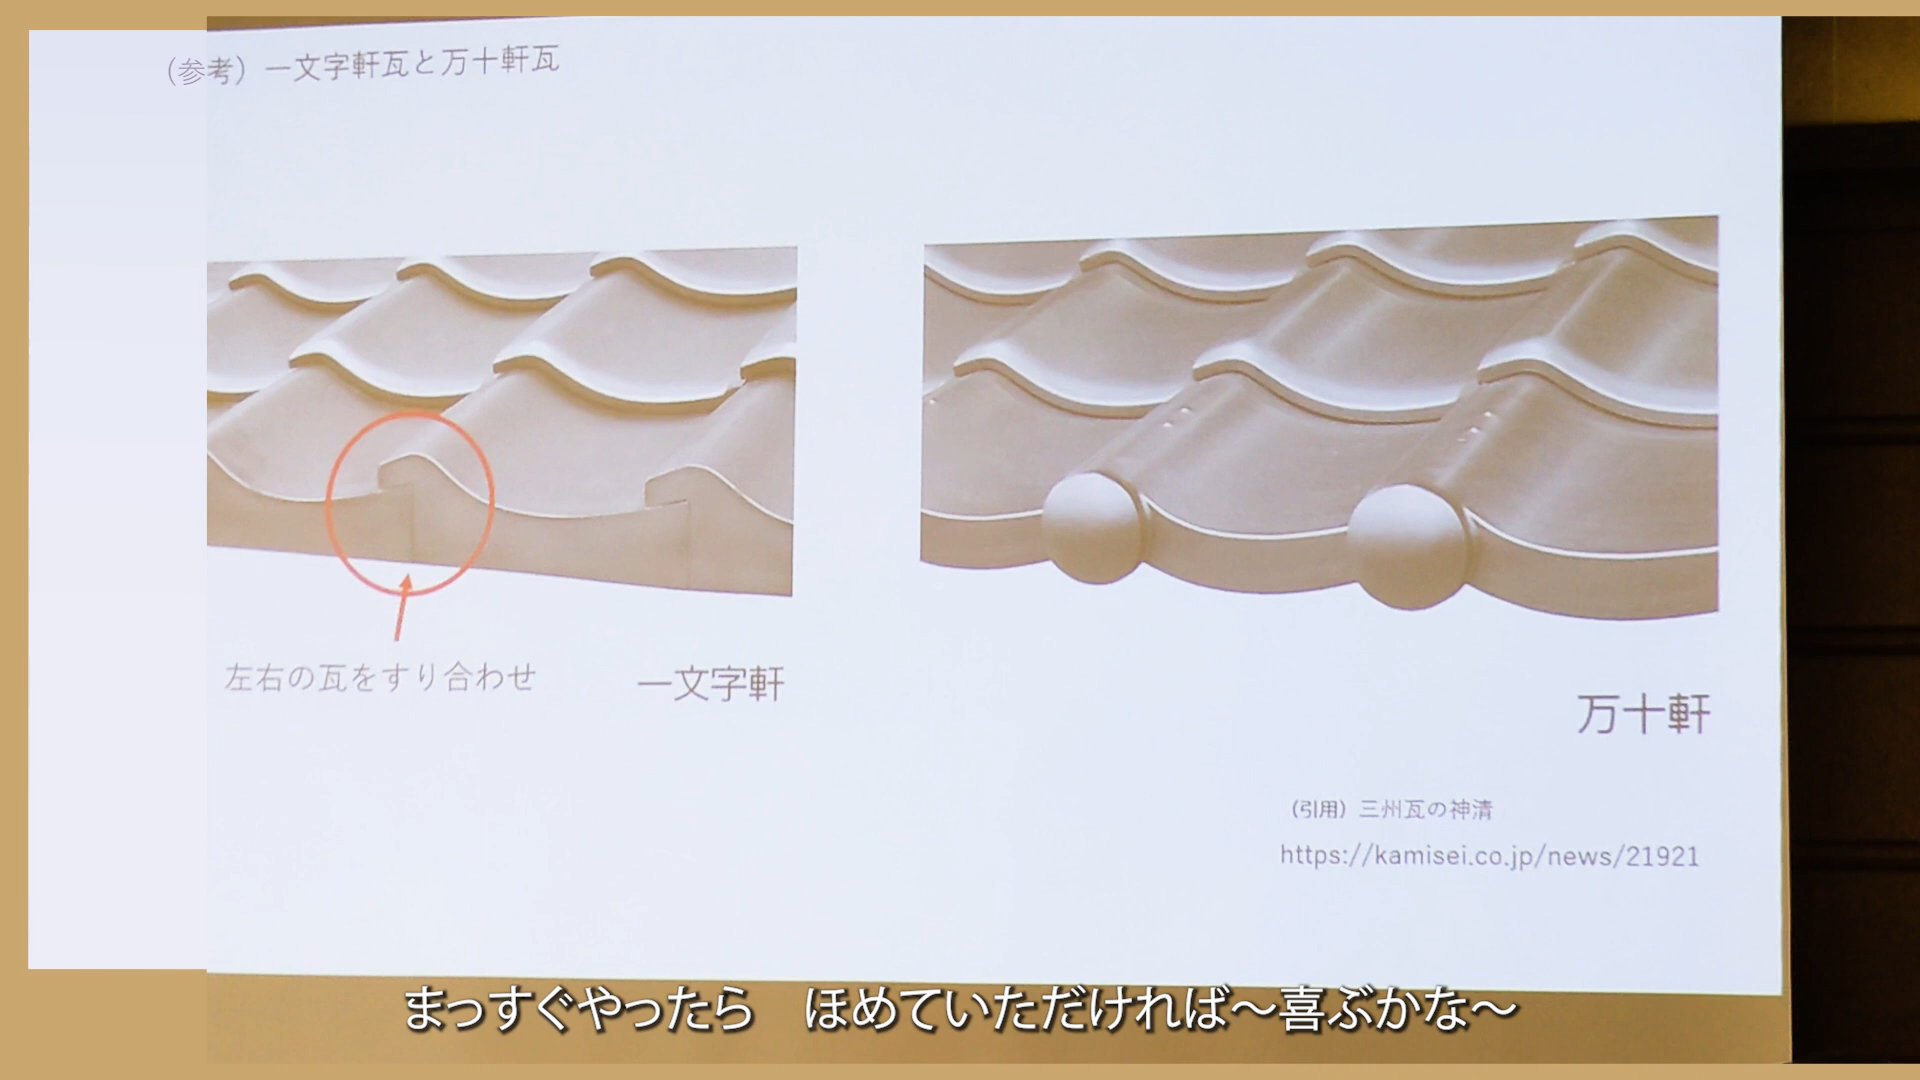 （参考）一文字軒瓦と万十軒瓦
左右の瓦をすり合わせ
一文字軒
万十軒
（引用）三州瓦の神清
https://kamisei.co.jp/news/21921
まっすぐやったら　ほめていただければ～喜ぶかな～